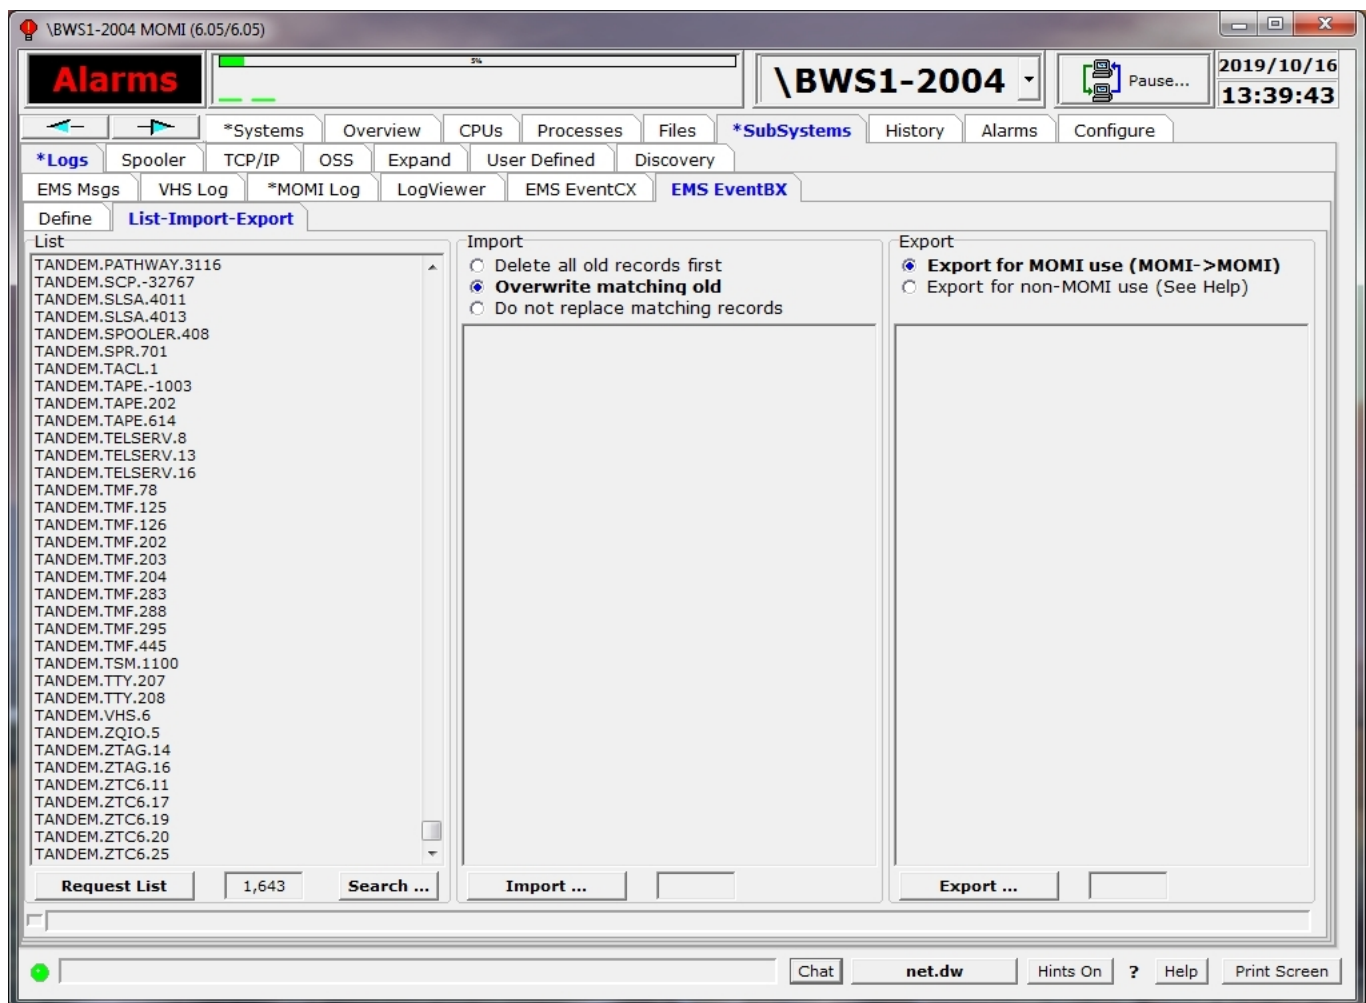 \BWS1-2004 MOMI (6.05/6.05)
Alarms
5%
\BWS1-2004
Pause...
2019/10/16
13:39:43
*Systems Overview CPUs Processes Files *SubSystems History Alarms Configure
*Logs Spooler TCP/IP OSS Expand User Defined Discovery
EMS Msgs VHS Log *MOMI Log LogViewer EMS EventCX EMS EventBX
Define List-Import-Export
List
TANDEM.PATHWAY.3116
TANDEM.SCP.-32767
TANDEM.SLSA.4011
TANDEM.SLSA.4013
TANDEM.SPOOLER.408
TANDEM.SPR.701
TANDEM.TACL.1
TANDEM.TAPE.-1003
TANDEM.TAPE.202
TANDEM.TAPE.614
TANDEM.TELSERV.8
TANDEM.TELSERV.13
TANDEM.TELSERV.16
TANDEM.TMF.78
TANDEM.TMF.125
TANDEM.TMF.126
TANDEM.TMF.202
TANDEM.TMF.203
TANDEM.TMF.204
TANDEM.TMF.283
TANDEM.TMF.288
TANDEM.TMF.295
TANDEM.TMF.445
TANDEM.TSM.1100
TANDEM.TTY.207
TANDEM.TTY.208
TANDEM.VHS.6
TANDEM.ZQIO.5
TANDEM.ZTAG.14
TANDEM.ZTAG.16
TANDEM.ZTC6.11
TANDEM.ZTC6.17
TANDEM.ZTC6.19
TANDEM.ZTC6.20
TANDEM.ZTC6.25
Request List 1,643 Search ...
Import
Delete all old records first
Overwrite matching old
Do not replace matching records
Import ...
Export
Export for MOMI use (MOMI->MOMI)
Export for non-MOMI use (See Help)
Export ...
Chat net.dw Hints On ? Help Print Screen